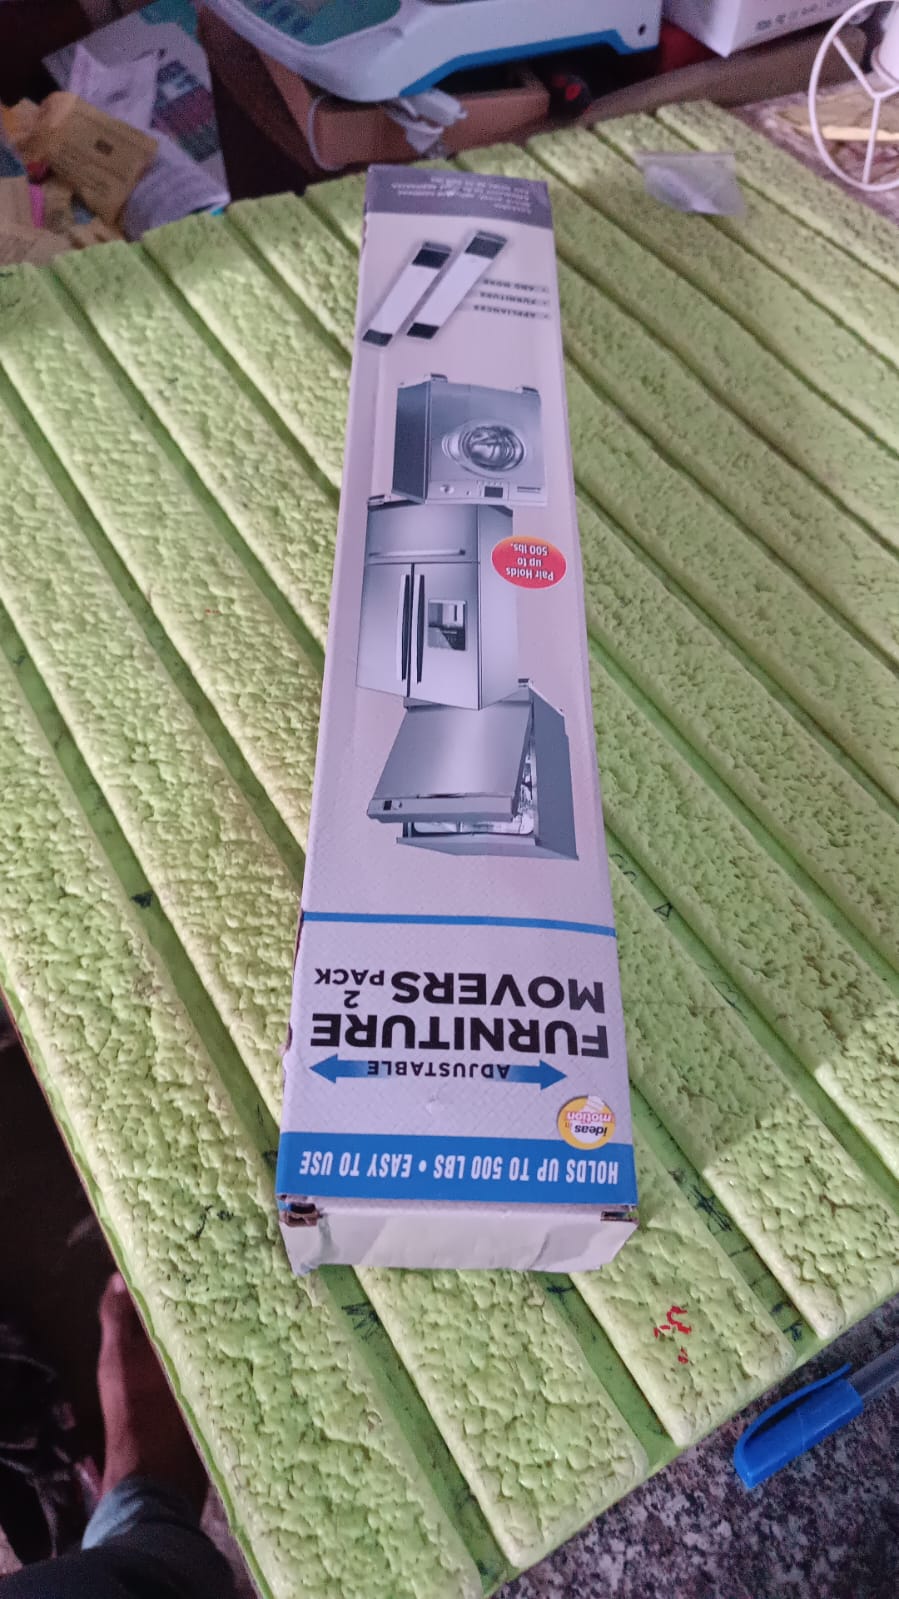 HOLDS UP TO 500 LBS • EASY TO USE
ideas in
motion
ADJUSTABLE
FURNITURE
MOVERS 2 PACK
Pair Holds
up to
500 lbs.
• APPLIANCES
• FURNITURE
• AND MORE